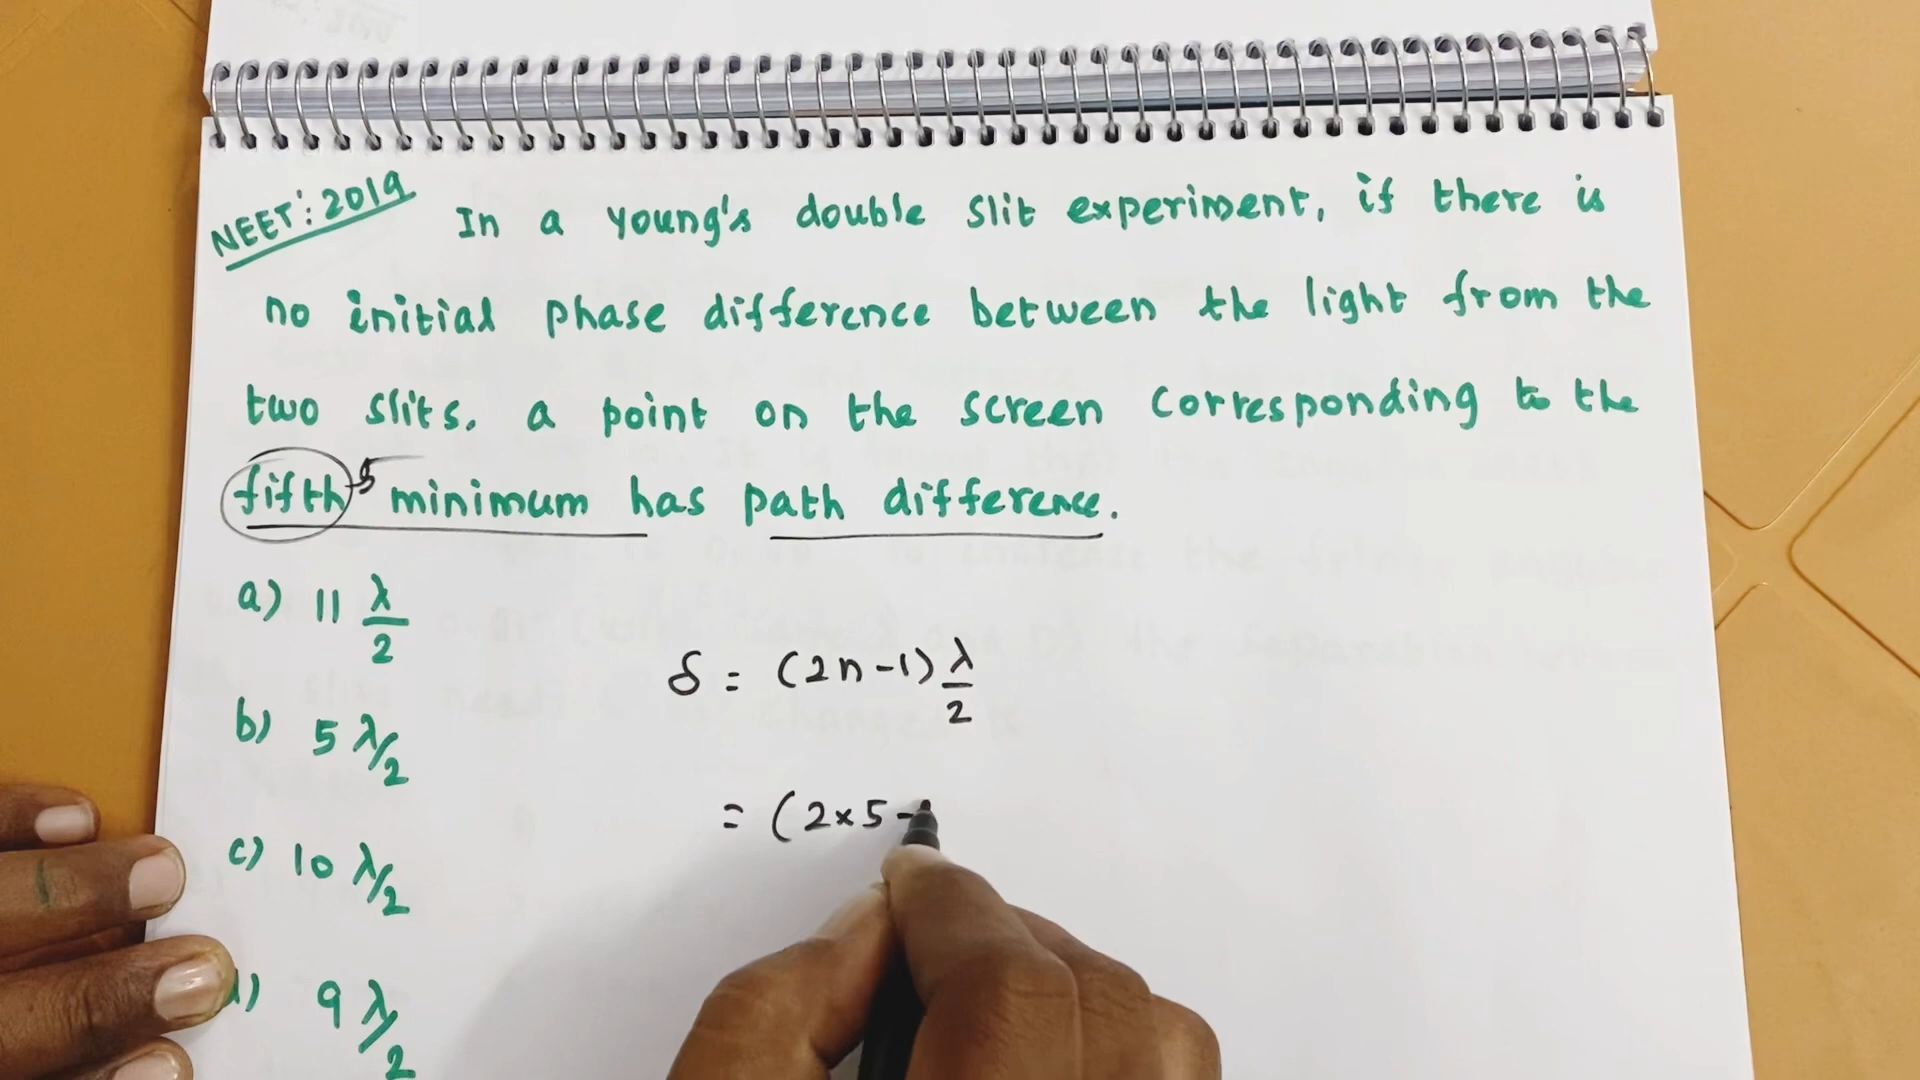 NEET: 2019
In a young's double slit experiment, if there is
no initial phase difference between the light from the
two slits, a point on the screen corresponding to the
fifth 5 minimum has path difference.
a) 11 λ/2
b) 5 λ/2
c) 10 λ/2
d) 9 λ/2
δ = (2n-1) λ/2
= (2×5-